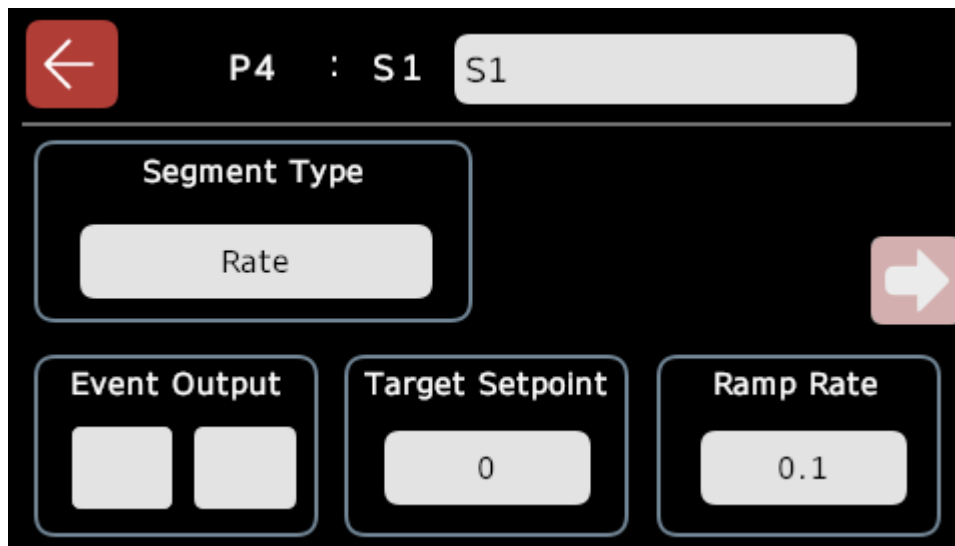 P4 : S1 S1
Segment Type
Rate
Event Output
Target Setpoint
0
Ramp Rate
0.1